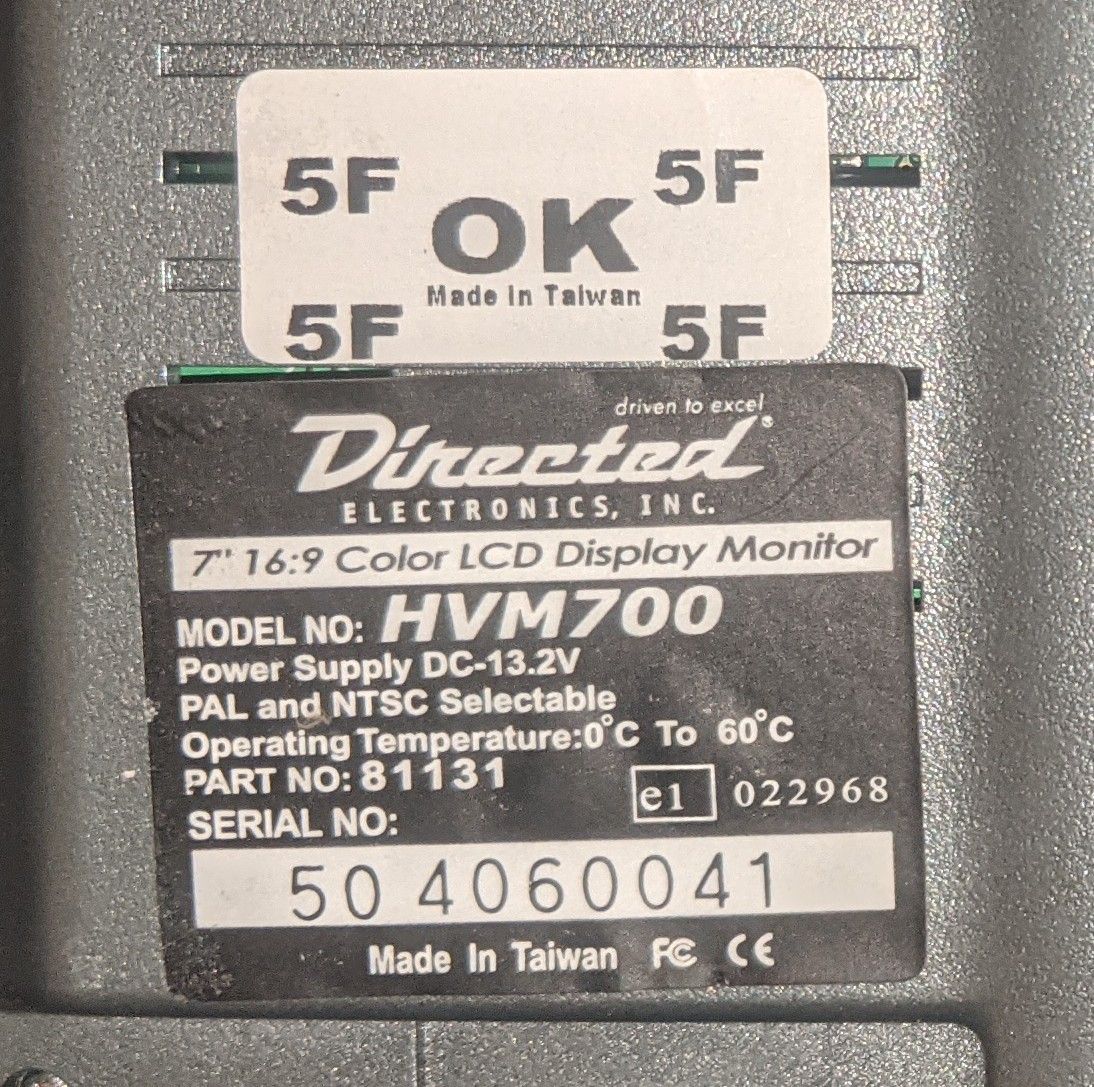 5F 5F
OK
Made In Taiwan
5F 5F
driven to excel
Directed®
ELECTRONICS, INC.
7" 16:9 Color LCD Display Monitor
MODEL NO: HVM700
Power Supply DC-13.2V
PAL and NTSC Selectable
Operating Temperature:0°C To 60°C
PART NO: 81131
e1 022968
SERIAL NO:
50 4060041
Made In Taiwan FC CE